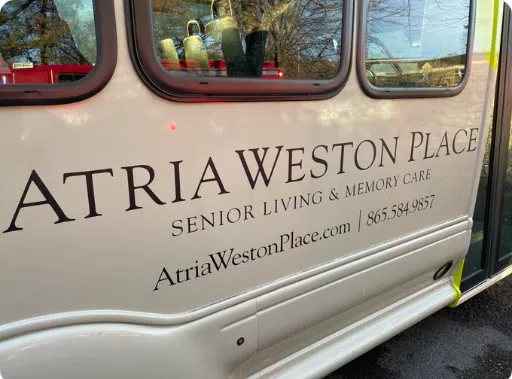 ATRIA WESTON PLACE
SENIOR LIVING & MEMORY CARE
AtriaWestonPlace.com | 865.584.9857